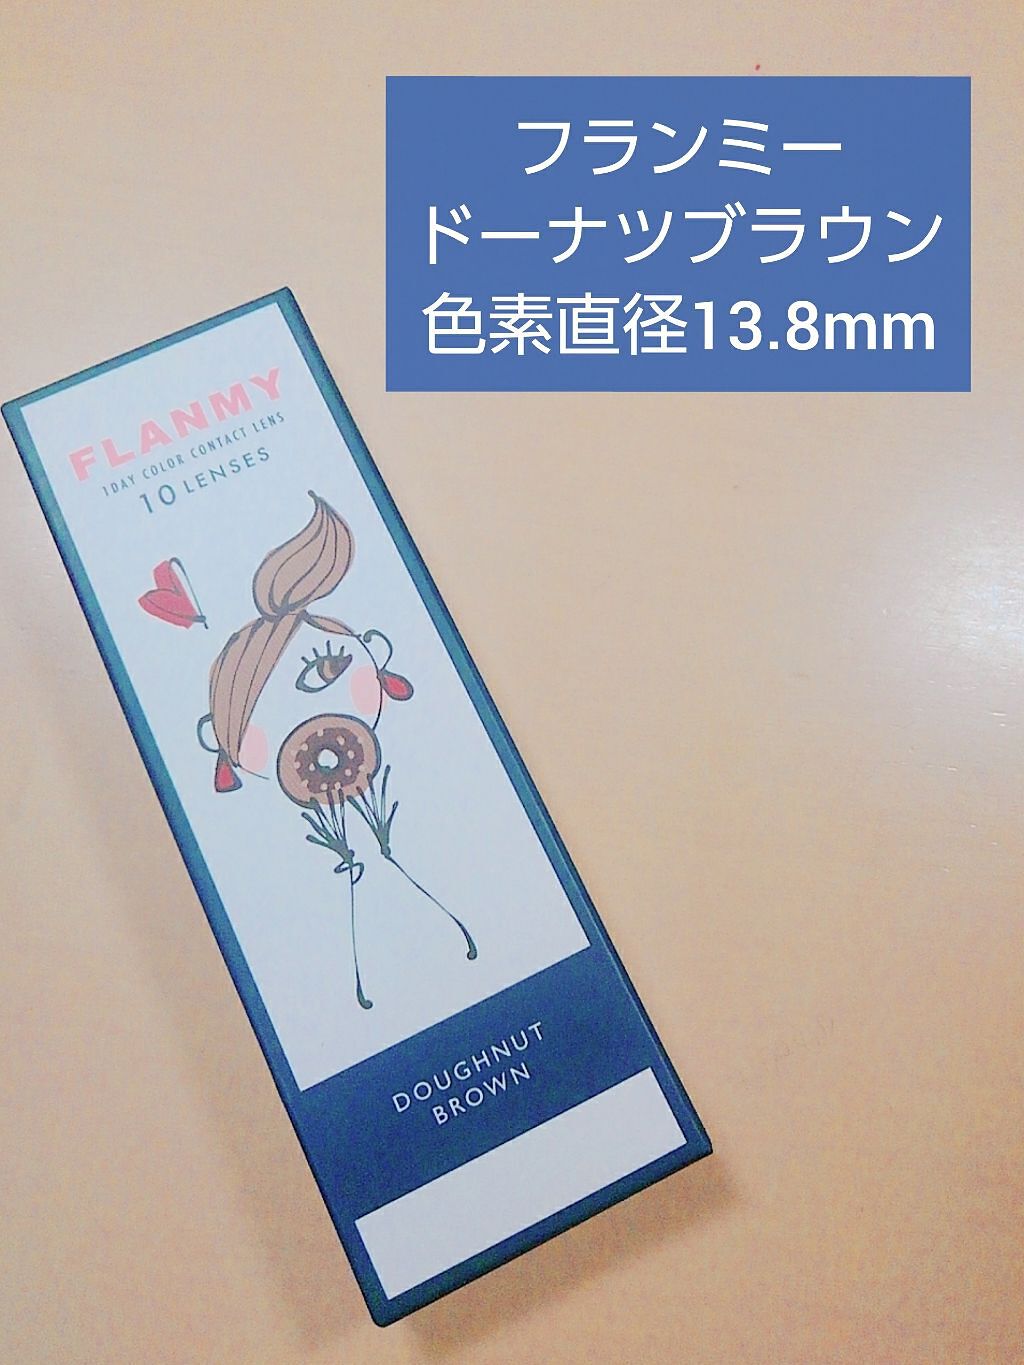 フランミー
ドーナツブラウン
色素直径13.8mm
FLANMY
1DAY COLOR CONTACT LENS
10 LENSES
DOUGHNUT
BROWN